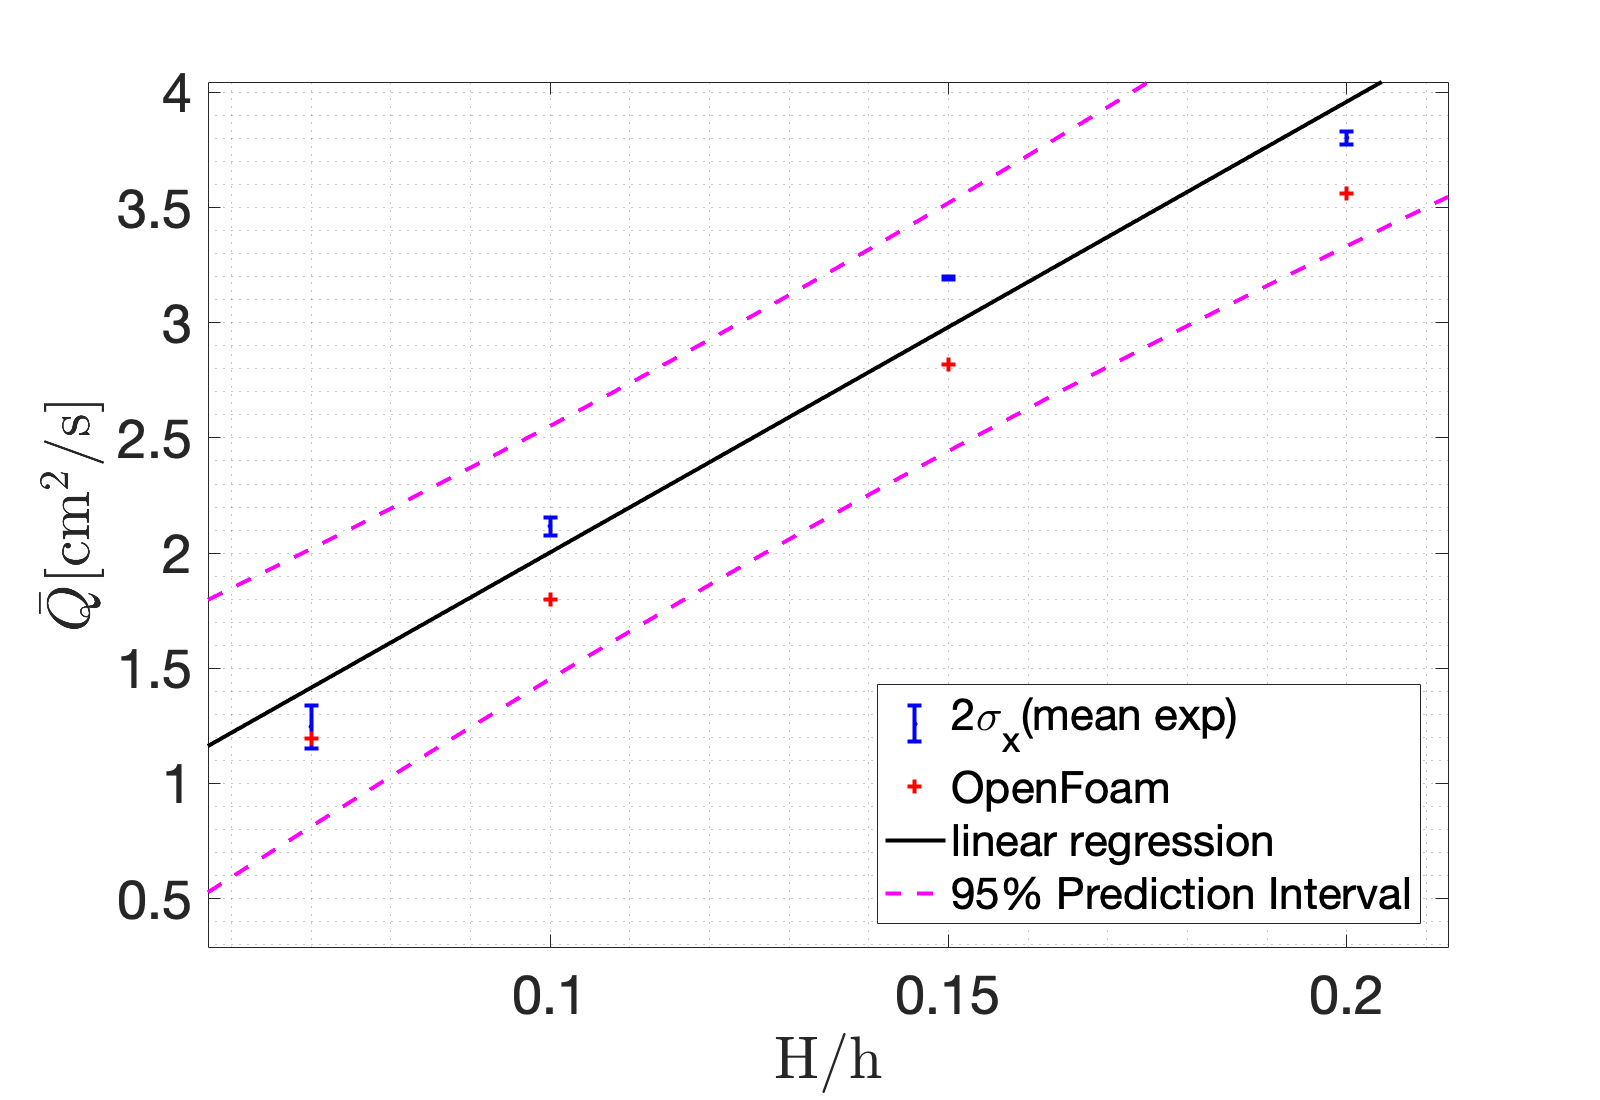 4
3.5
3
2.5
2
1.5
1
0.5
Q̄[cm²/s]
0.1 0.15 0.2
H/h
2σₓ(mean exp)
OpenFoam
linear regression
95% Prediction Interval